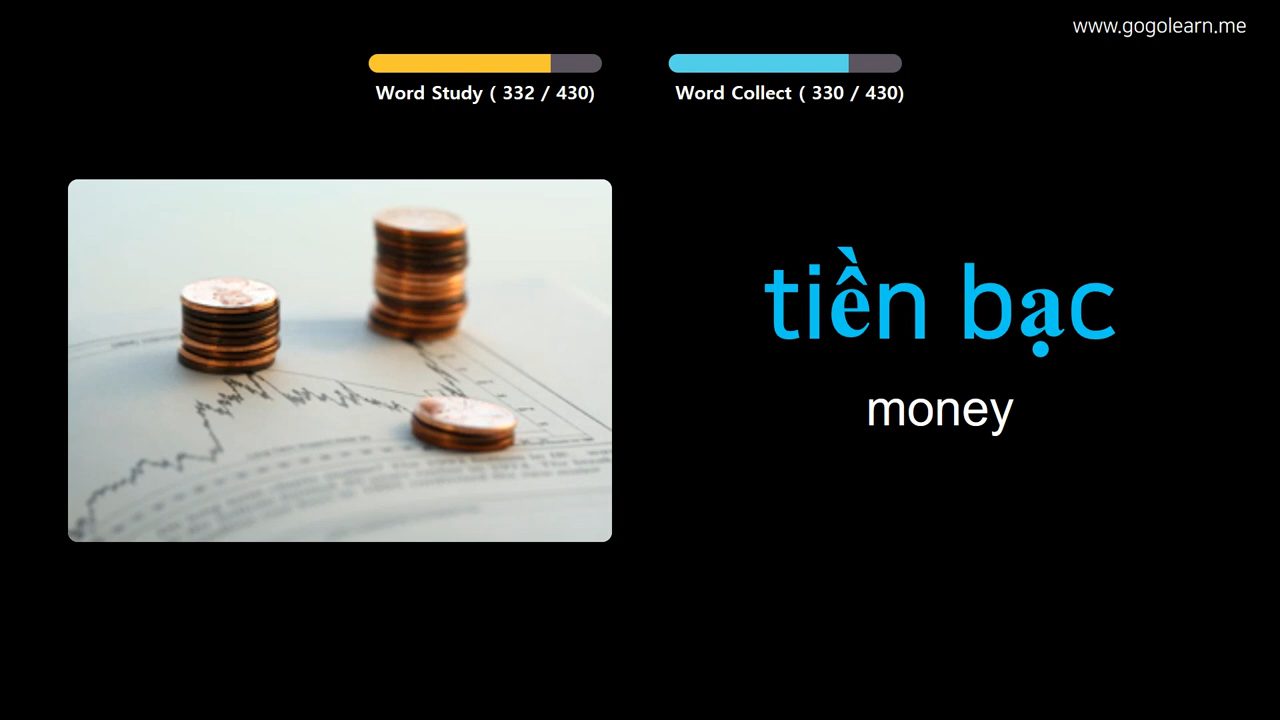 www.gogolearn.me
Word Study ( 332 / 430)
Word Collect ( 330 / 430)
tiền bạc
money